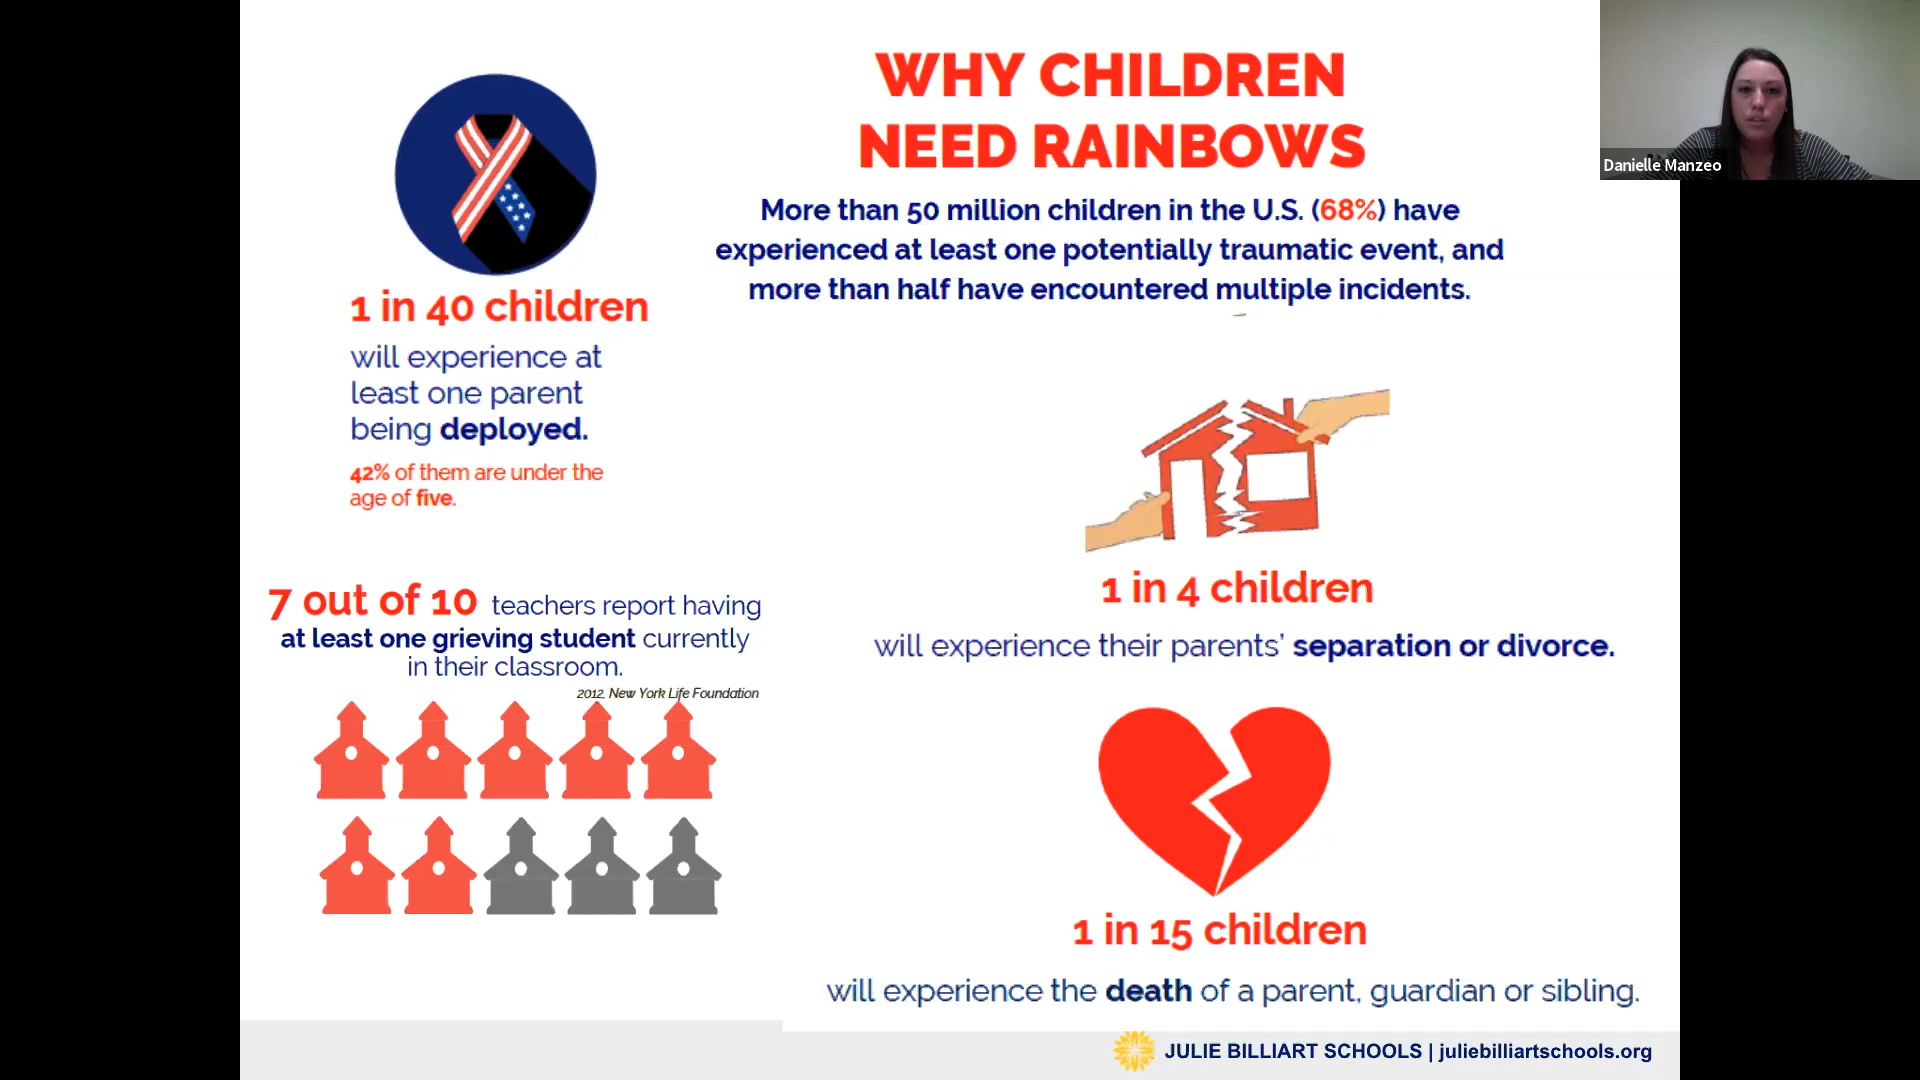 WHY CHILDREN
NEED RAINBOWS
More than 50 million children in the U.S. (68%) have
experienced at least one potentially traumatic event, and
more than half have encountered multiple incidents.
1 in 40 children
will experience at
least one parent
being deployed.
42% of them are under the
age of five.
7 out of 10 teachers report having
at least one grieving student currently
in their classroom.
2012, New York Life Foundation
1 in 4 children
will experience their parents' separation or divorce.
1 in 15 children
will experience the death of a parent, guardian or sibling.
JULIE BILLIART SCHOOLS | juliebilliartschools.org
Danielle Manzeo